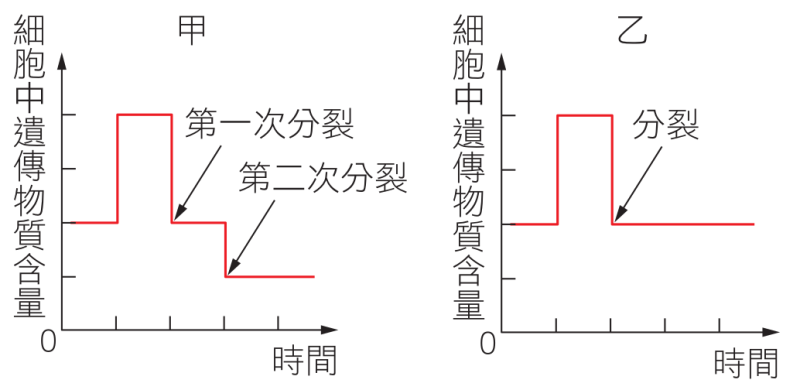 甲
細胞中遺傳物質含量
第一次分裂
第二次分裂
0
時間
乙
細胞中遺傳物質含量
分裂
0
時間